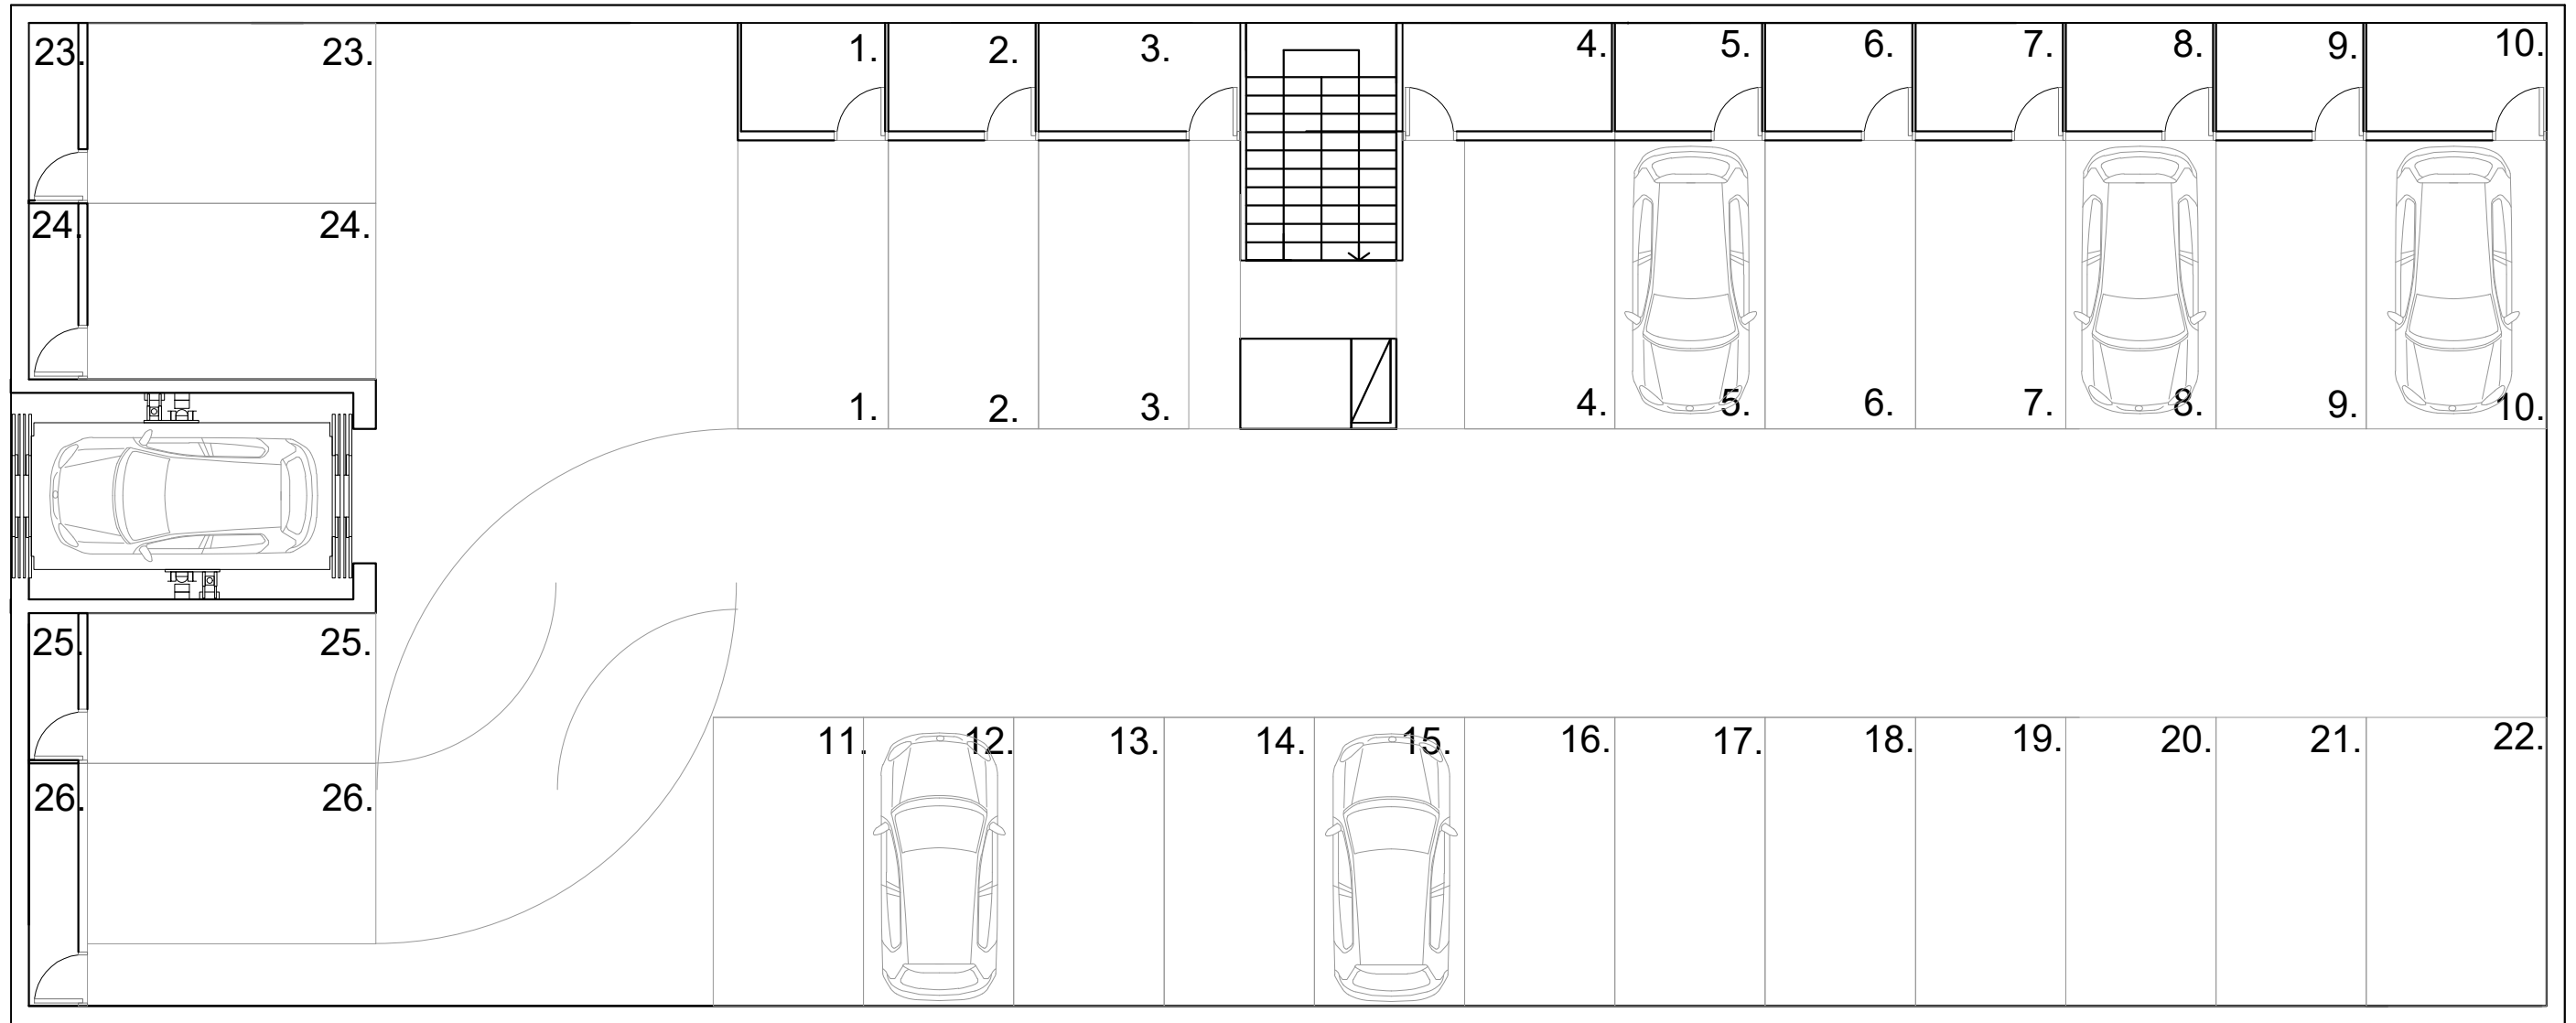 23. 23. 1. 2. 3. 4. 5. 6. 7. 8. 9. 10.
24. 24.
1. 2. 3. 4. 5. 6. 7. 8. 9. 10.
25. 25.
11. 12. 13. 14. 15. 16. 17. 18. 19. 20. 21. 22.
26. 26.